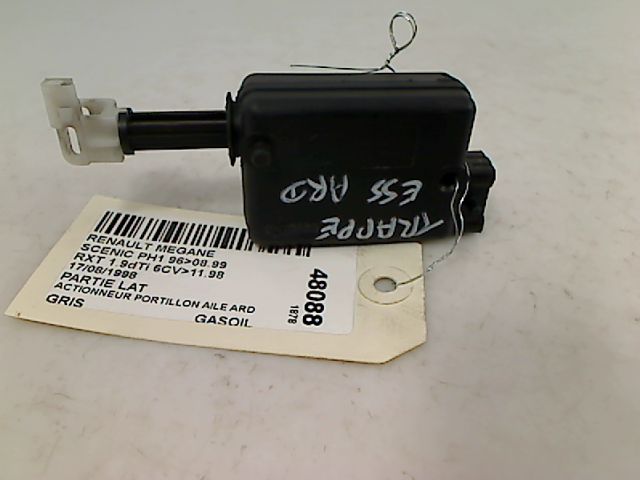 TRAPPE
ESS ARD
RENAULT MEGANE
SCENIC PH1 96>08.99
RXT 1.9dTi 6CV>11.98
17/08/1998
PARTIE LAT
ACTIONNEUR PORTILLON AILE ARD
GRIS
GASOIL
48088
1878